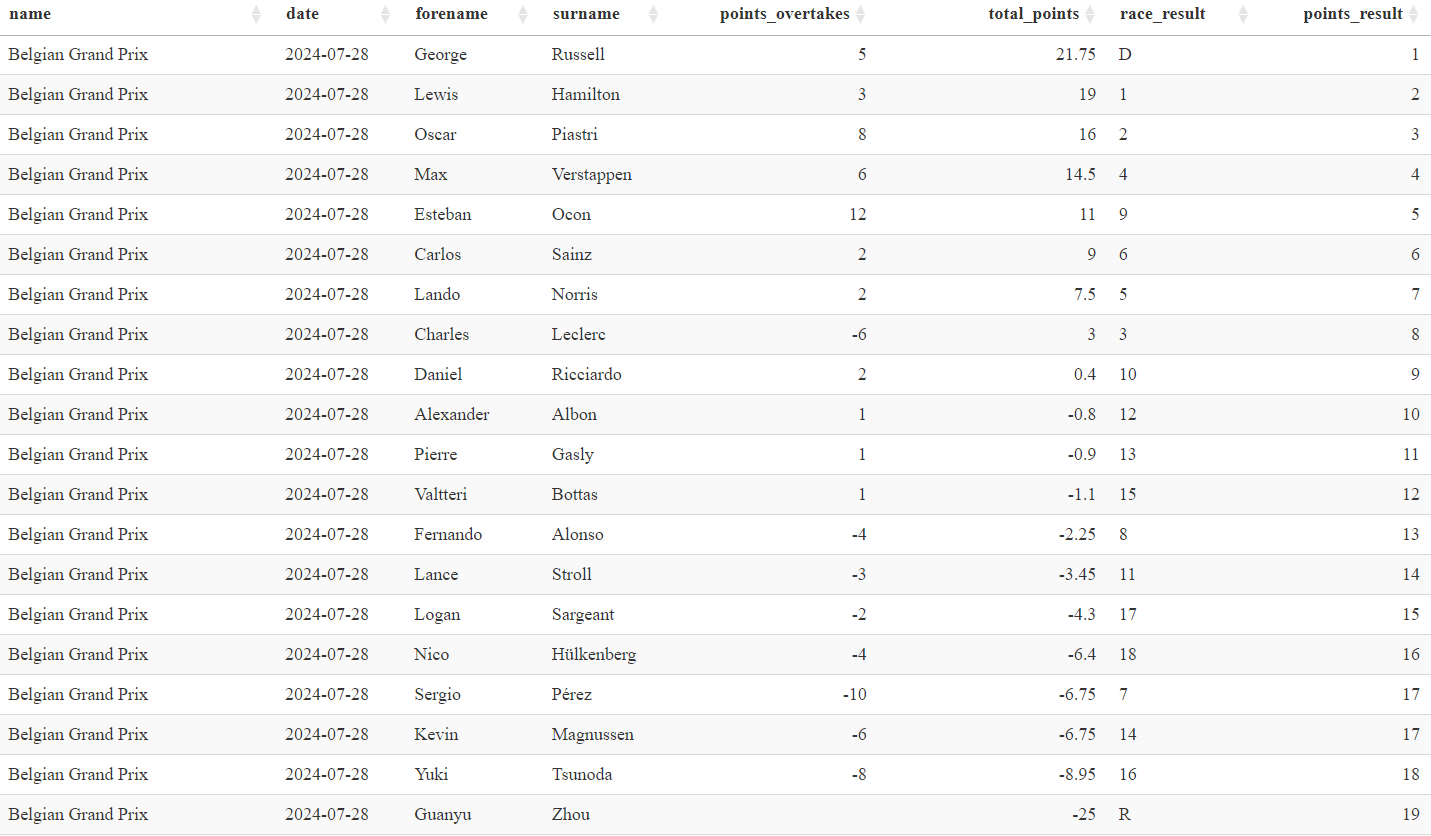 name date forename surname points_overtakes total_points race_result points_result
Belgian Grand Prix 2024-07-28 George Russell 5 21.75 D 1
Belgian Grand Prix 2024-07-28 Lewis Hamilton 3 19 1 2
Belgian Grand Prix 2024-07-28 Oscar Piastri 8 16 2 3
Belgian Grand Prix 2024-07-28 Max Verstappen 6 14.5 4 4
Belgian Grand Prix 2024-07-28 Esteban Ocon 12 11 9 5
Belgian Grand Prix 2024-07-28 Carlos Sainz 2 9 6 6
Belgian Grand Prix 2024-07-28 Lando Norris 2 7.5 5 7
Belgian Grand Prix 2024-07-28 Charles Leclerc -6 3 3 8
Belgian Grand Prix 2024-07-28 Daniel Ricciardo 2 0.4 10 9
Belgian Grand Prix 2024-07-28 Alexander Albon 1 -0.8 12 10
Belgian Grand Prix 2024-07-28 Pierre Gasly 1 -0.9 13 11
Belgian Grand Prix 2024-07-28 Valtteri Bottas 1 -1.1 15 12
Belgian Grand Prix 2024-07-28 Fernando Alonso -4 -2.25 8 13
Belgian Grand Prix 2024-07-28 Lance Stroll -3 -3.45 11 14
Belgian Grand Prix 2024-07-28 Logan Sargeant -2 -4.3 17 15
Belgian Grand Prix 2024-07-28 Nico Hülkenberg -4 -6.4 18 16
Belgian Grand Prix 2024-07-28 Sergio Pérez -10 -6.75 7 17
Belgian Grand Prix 2024-07-28 Kevin Magnussen -6 -6.75 14 17
Belgian Grand Prix 2024-07-28 Yuki Tsunoda -8 -8.95 16 18
Belgian Grand Prix 2024-07-28 Guanyu Zhou -25 R 19